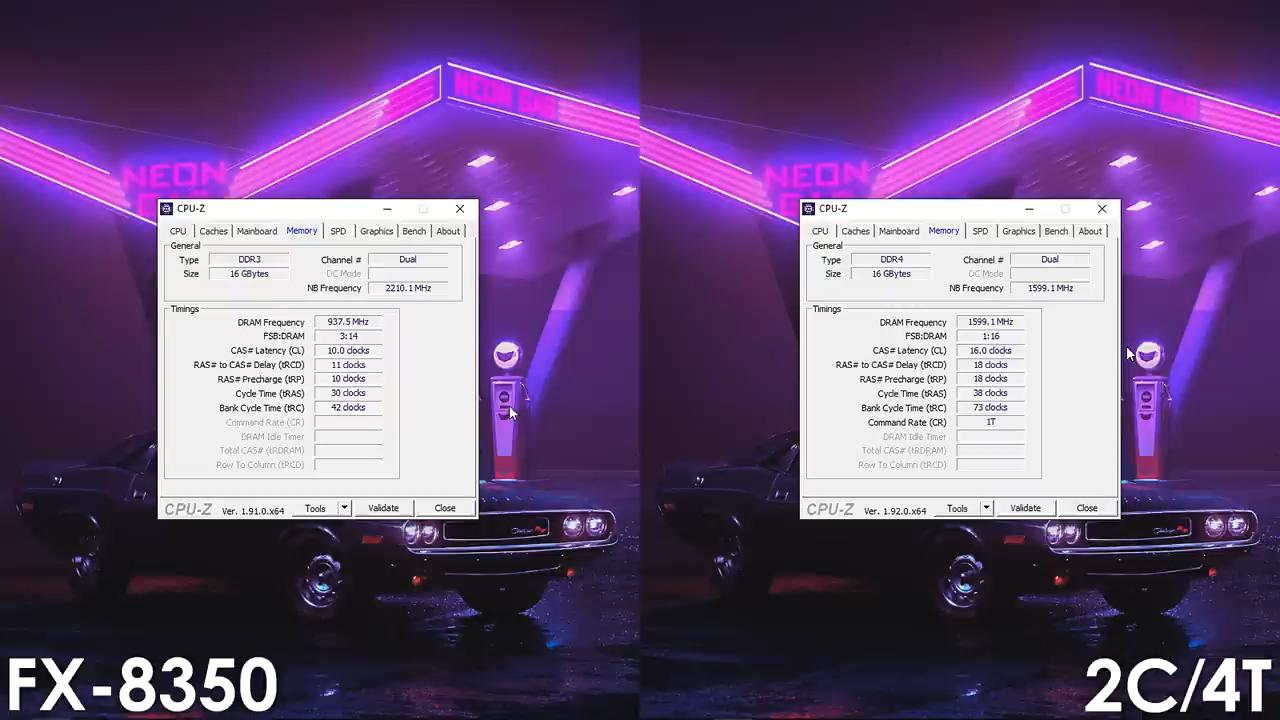 NEON BAR
NEON BAR
NEON
NEON
CPU-Z
CPU Caches Mainboard Memory SPD Graphics Bench About
General
Type DDR3 Channel # Dual
Size 16 GBytes DC Mode
NB Frequency 2210.1 MHz
Timings
DRAM Frequency 937.5 MHz
FSB:DRAM 3:14
CAS# Latency (CL) 10.0 clocks
RAS# to CAS# Delay (tRCD) 11 clocks
RAS# Precharge (tRP) 10 clocks
Cycle Time (tRAS) 30 clocks
Bank Cycle Time (tRC) 42 clocks
Command Rate (CR)
DRAM Idle Timer
Total CAS# (tRDRAM)
Row To Column (tRCD)
CPU-Z Ver. 1.91.0.x64 Tools Validate Close
CPU-Z
CPU Caches Mainboard Memory SPD Graphics Bench About
General
Type DDR4 Channel # Dual
Size 16 GBytes DC Mode
NB Frequency 1599.1 MHz
Timings
DRAM Frequency 1599.1 MHz
FSB:DRAM 1:16
CAS# Latency (CL) 16.0 clocks
RAS# to CAS# Delay (tRCD) 18 clocks
RAS# Precharge (tRP) 18 clocks
Cycle Time (tRAS) 38 clocks
Bank Cycle Time (tRC) 73 clocks
Command Rate (CR) 1T
DRAM Idle Timer
Total CAS# (tRDRAM)
Row To Column (tRCD)
CPU-Z Ver. 1.92.0.x64 Tools Validate Close
FX-8350
2C/4T